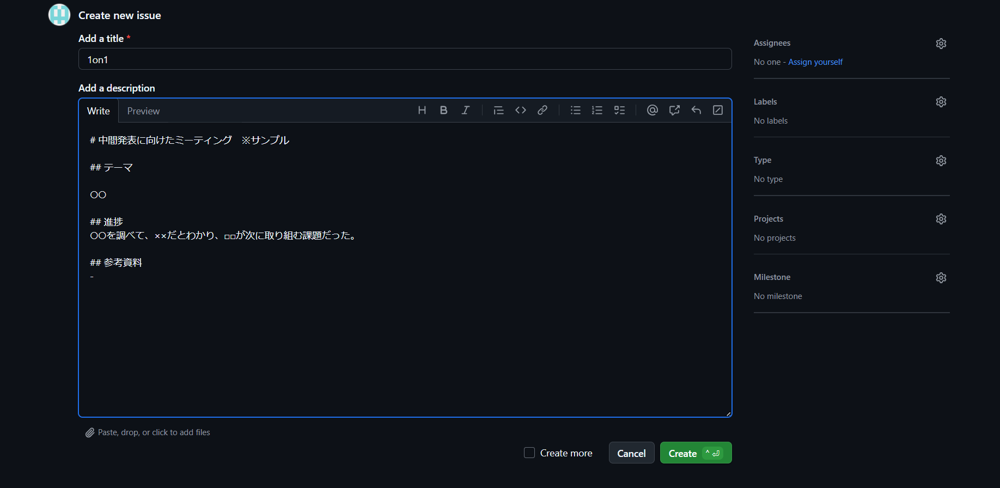 Create new issue
Add a title *
1on1
Add a description
Write Preview
# 中間発表に向けたミーティング　※サンプル
## テーマ
〇〇
## 進捗
〇〇を調べて、××だとわかり、□□が次に取り組む課題だった。
## 参考資料
-
Paste, drop, or click to add files
Create more
Cancel
Create
Assignees
No one - Assign yourself
Labels
No labels
Type
No type
Projects
No projects
Milestone
No milestone